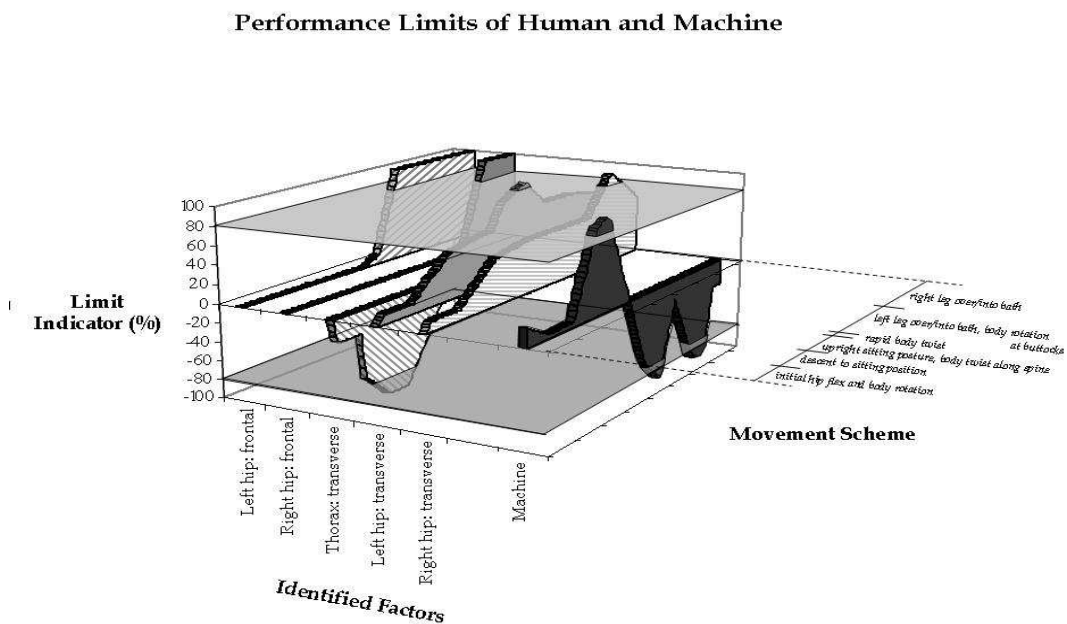 Performance Limits of Human and Machine
100
80
60
40
20
0
-20
-40
-60
-80
-100
Limit
Indicator (%)
Left hip: frontal
Right hip: frontal
Thorax: transverse
Left hip: transverse
Right hip: transverse
Machine
Identified Factors
right leg over/into bath
left leg over/into bath, body rotation
at buttocks
rapid body twist
upright sitting posture, body twist along spine
descent to sitting position
initial hip flex and body rotation
Movement Scheme